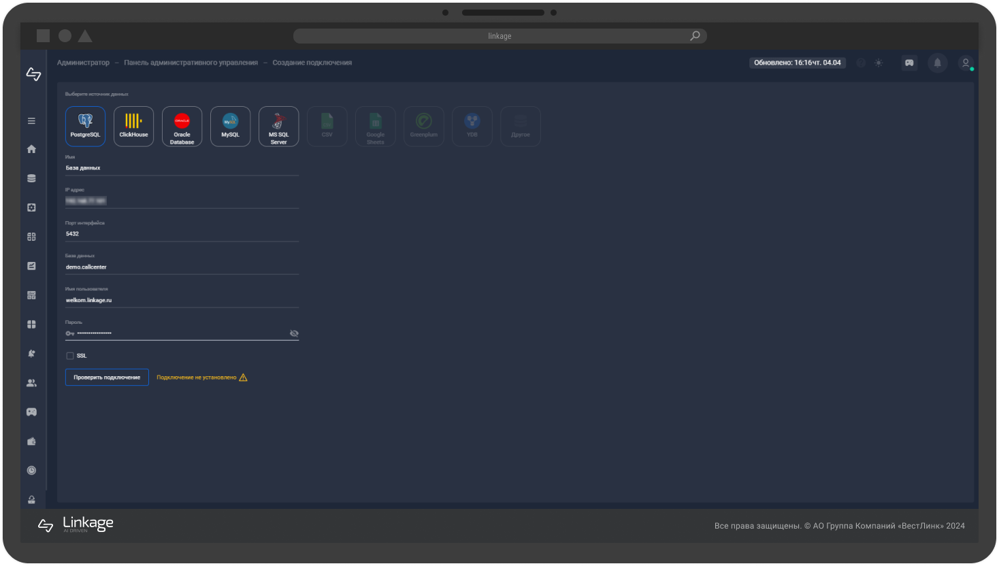 linkage
Администратор – Панель административного управления – Создание подключения
Обновлено: 16:16чт. 04.04
Выберите источник данных
PostgreSQL
ClickHouse
ORACLE
Oracle
Database
MySQL
MySQL
MS SQL
Server
CSV
Google
Sheets
Greenplum
YDB
Другое
Имя
База данных
IP адрес
Порт интерфейса
5432
База данных
demo.callcenter
Имя пользователя
welkom.linkage.ru
Пароль
SSL
Проверить подключение
Подключение не установлено
Linkage
AI DRIVEN
Все права защищены. © АО Группа Компаний «ВестЛинк» 2024